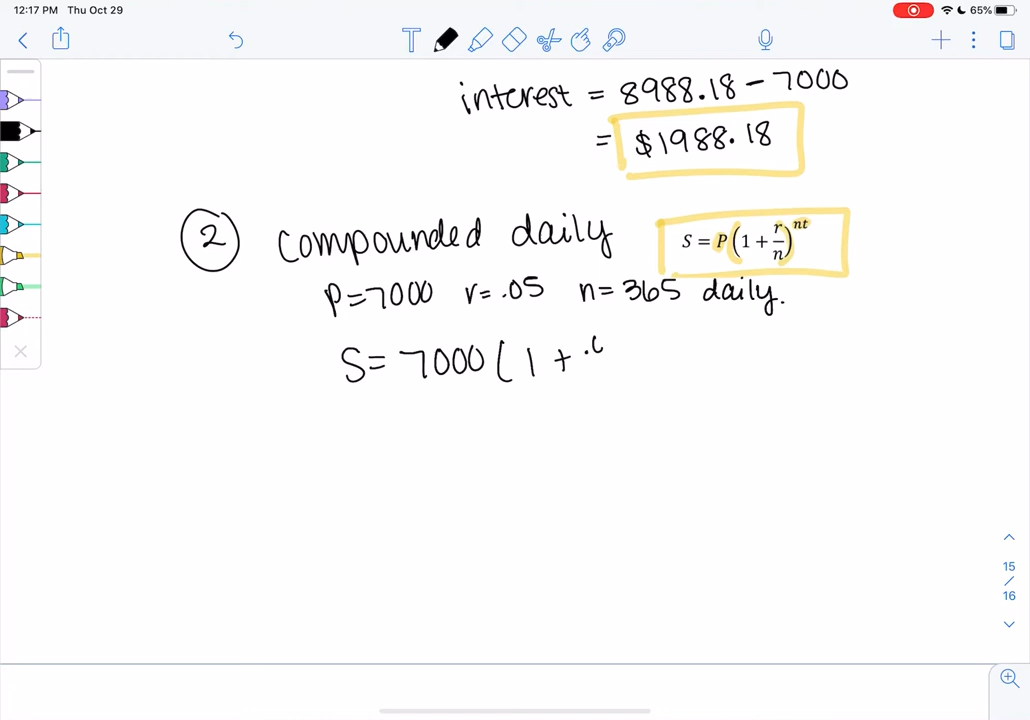 12:17 PM Thu Oct 29 65%
T
interest = 8988.18 - 7000
= $1988.18
2 compounded daily S = P(1 + r/n)^nt
P=7000 r= .05 n= 365 daily.
S= 7000 ( 1 + .0
15
/
16